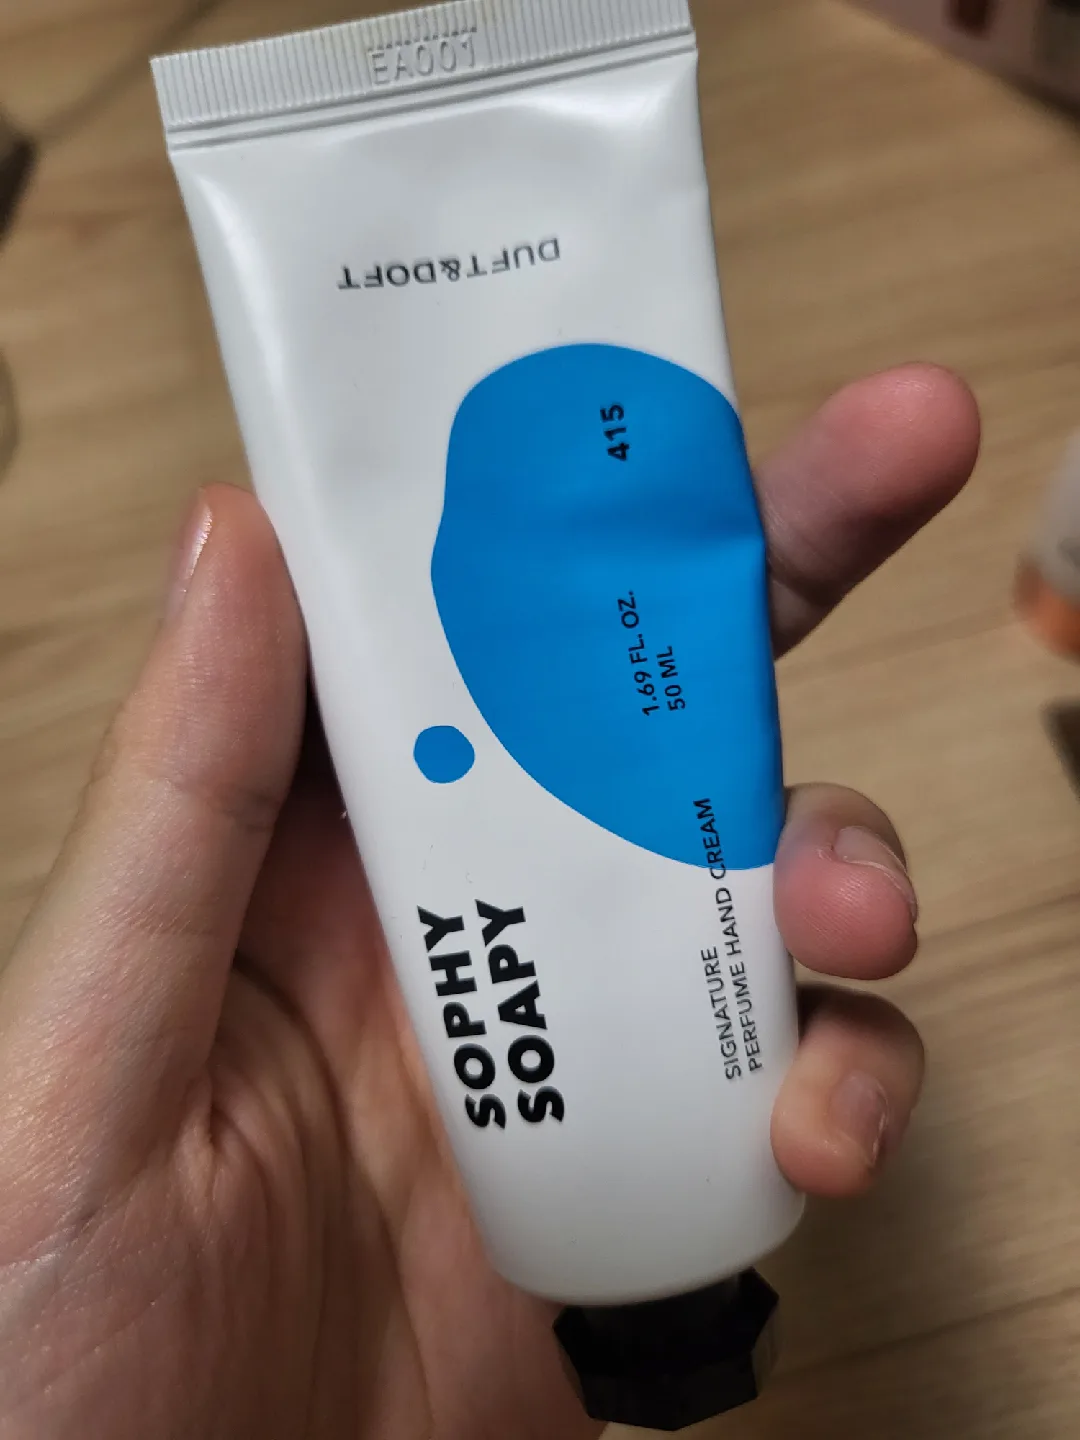 EA001
DUFT&DOFT
415
1.69 FL. OZ.
50 ML
SOPHY
SOAPY
SIGNATURE
PERFUME HAND CREAM